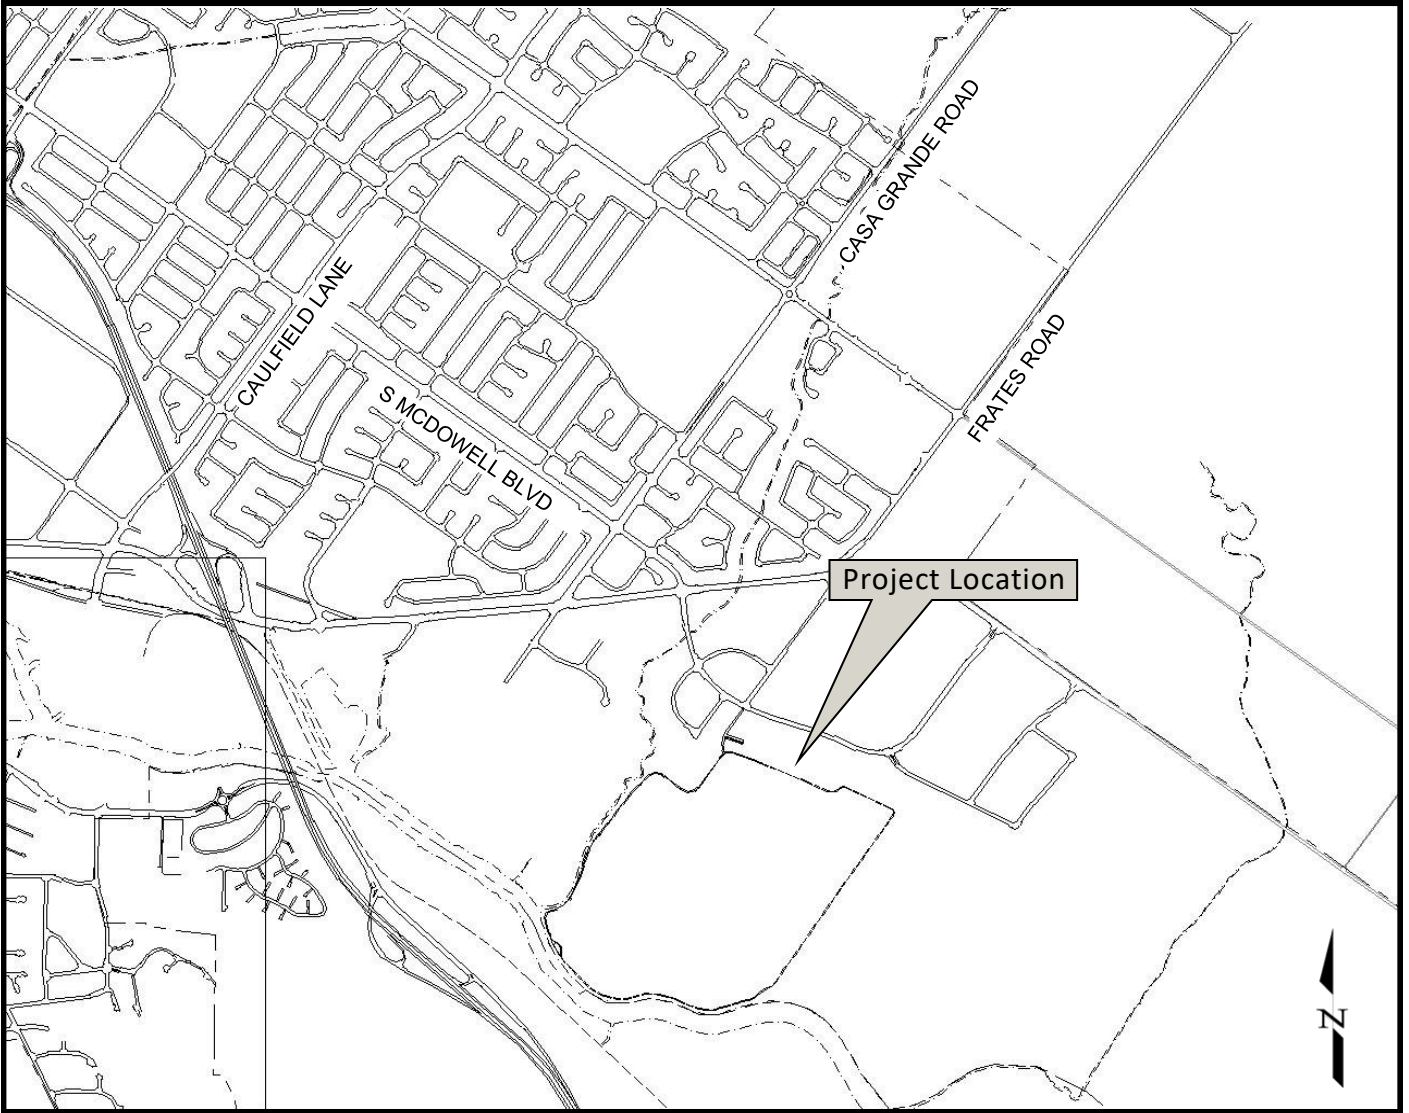 CASA GRANDE ROAD
CAULFIELD LANE
FRATES ROAD
S MCDOWELL BLVD
Project Location
N